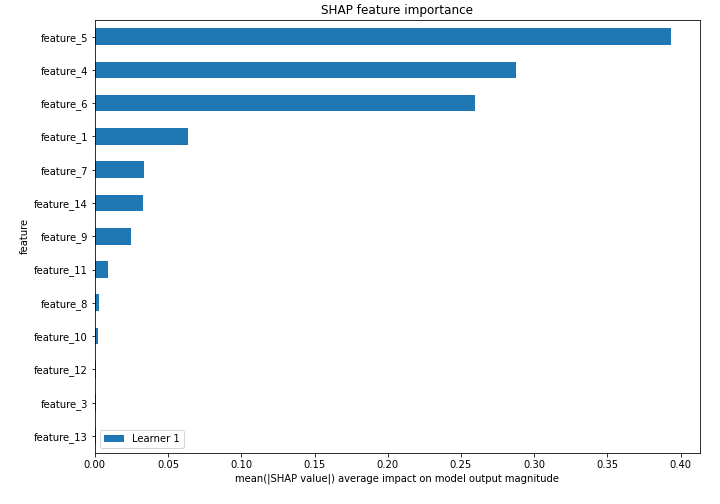 SHAP feature importance
feature_5
feature_4
feature_6
feature_1
feature_7
feature_14
feature_9
feature_11
feature_8
feature_10
feature_12
feature_3
feature_13
feature
Learner 1
0.00 0.05 0.10 0.15 0.20 0.25 0.30 0.35 0.40
mean(|SHAP value|) average impact on model output magnitude